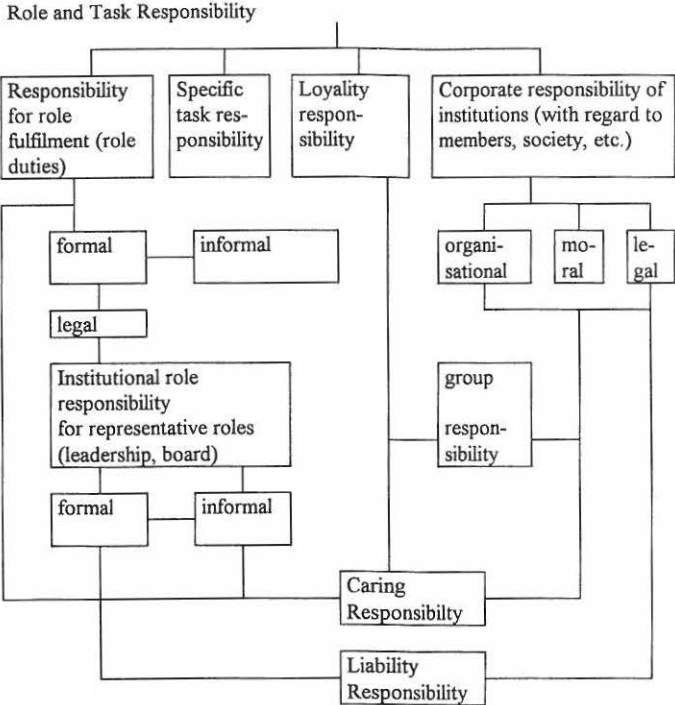 Role and Task Responsibility
Responsibility
for role
fulfilment (role
duties)
Specific
task res-
ponsibility
Loyality
respon-
sibility
Corporate responsibility of
institutions (with regard to
members, society, etc.)
formal
informal
organi-
sational
mo-
ral
le-
gal
legal
Institutional role
responsibility
for representative roles
(leadership, board)
group
respon-
sibility
formal
informal
Caring
Responsibilty
Liability
Responsibility